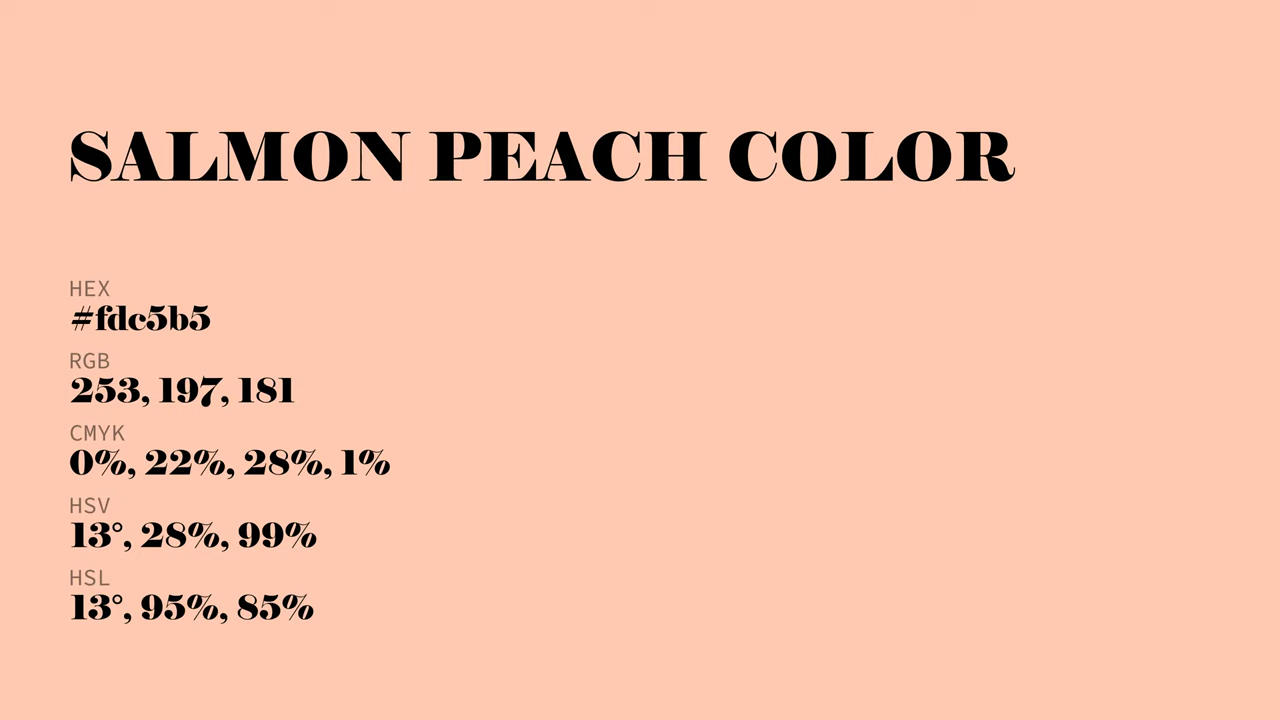 SALMON PEACH COLOR
HEX
#fdc5b5
RGB
253, 197, 181
CMYK
0%, 22%, 28%, 1%
HSV
13°, 28%, 99%
HSL
13°, 95%, 85%